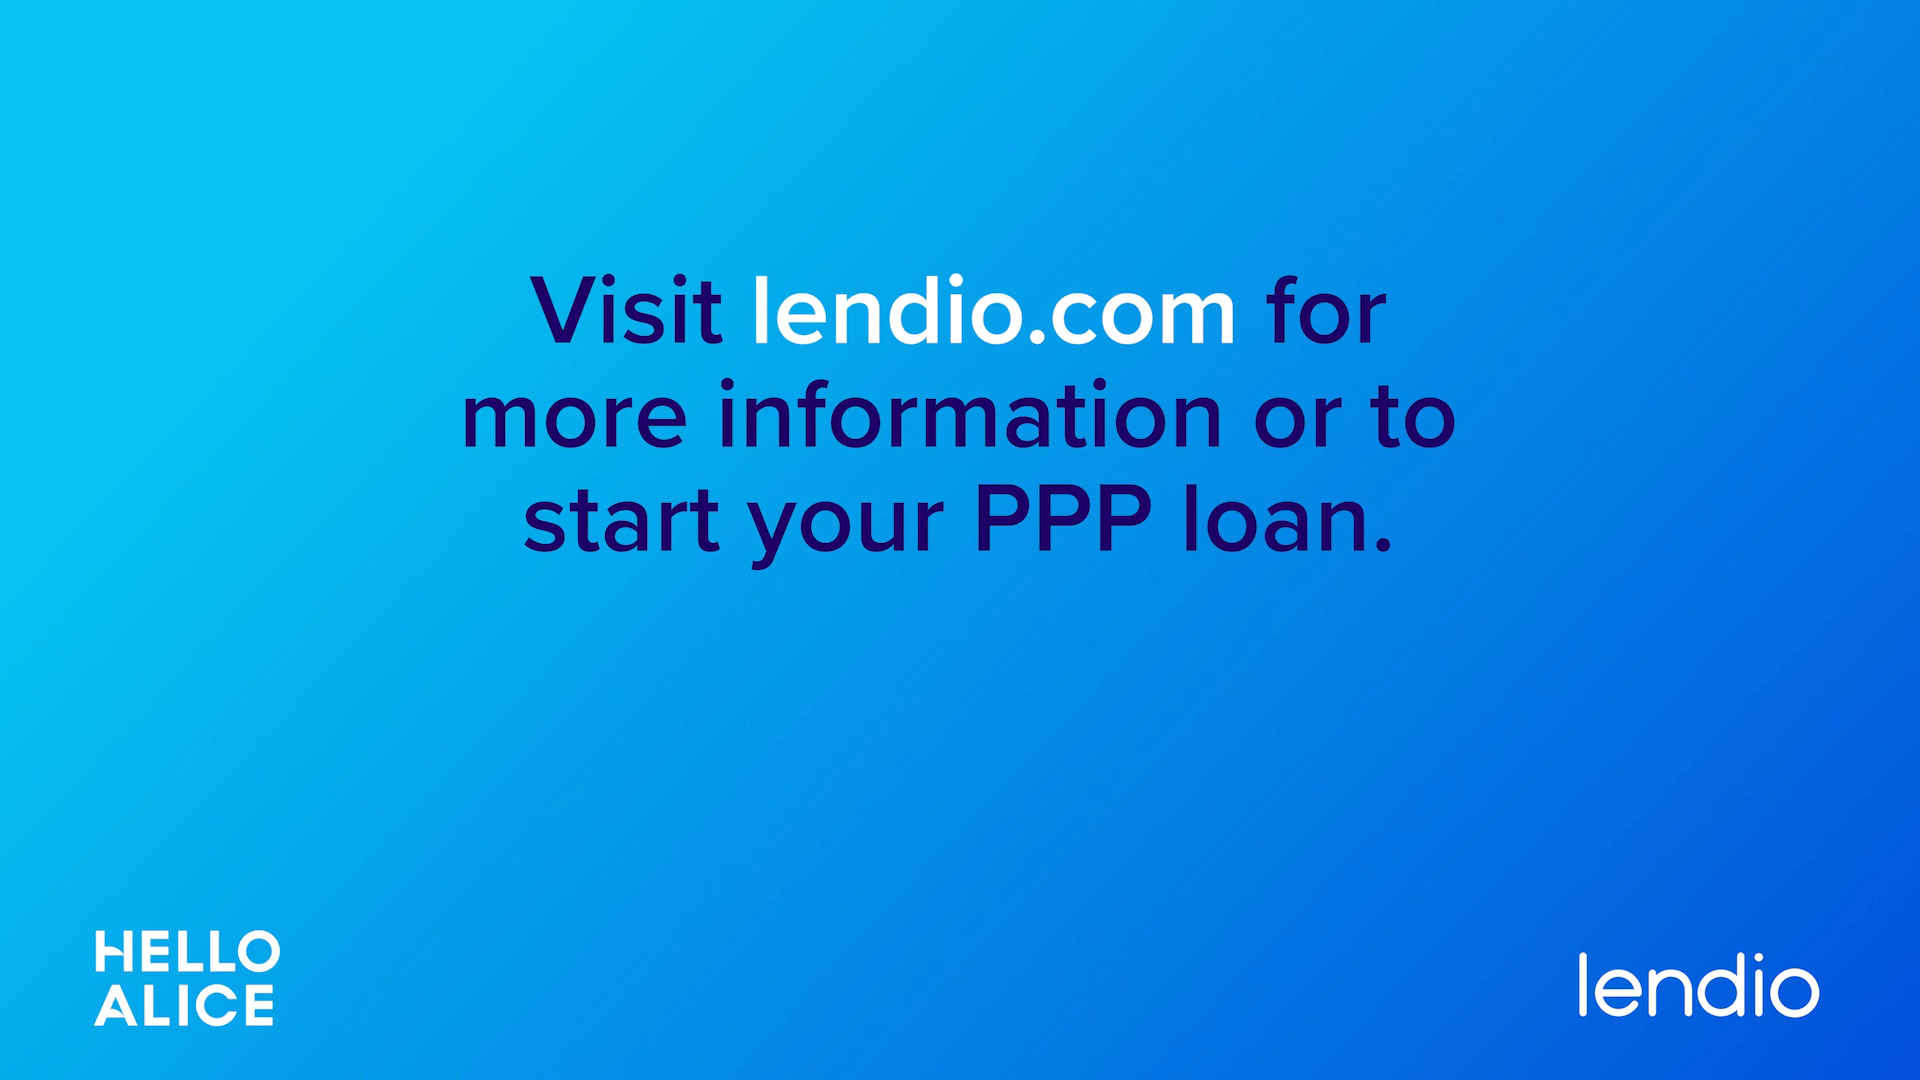 Visit lendio.com for
more information or to
start your PPP loan.
HELLO
ALICE
lendio